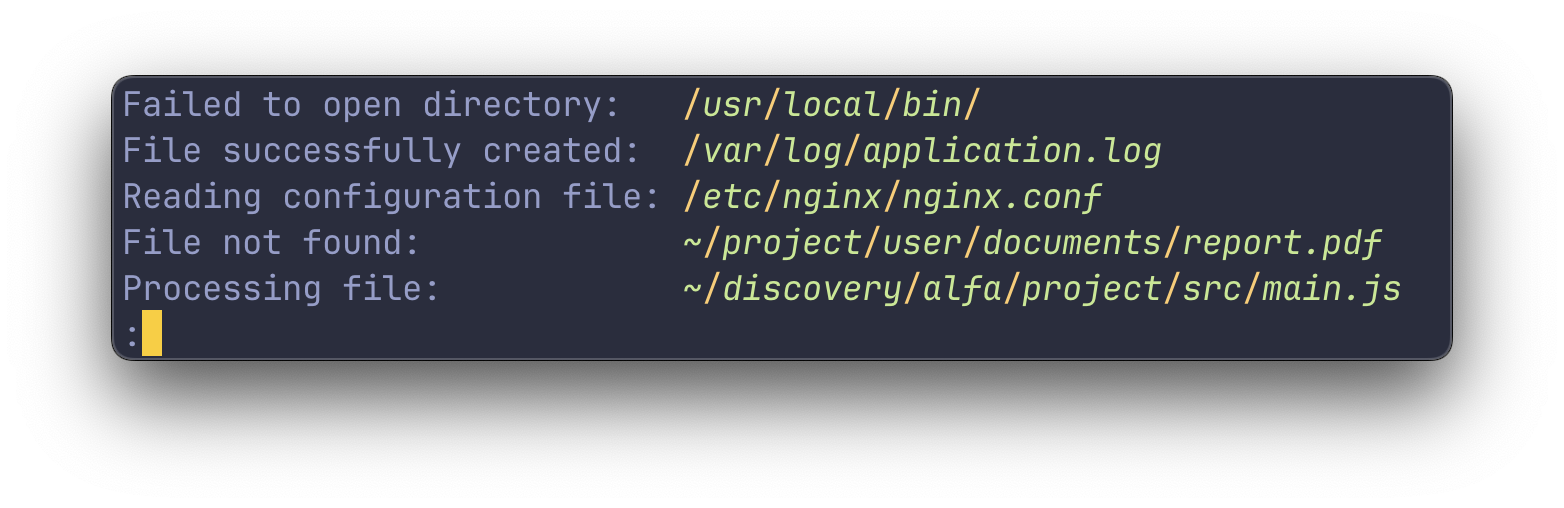 Failed to open directory:   /usr/local/bin/
File successfully created:  /var/log/application.log
Reading configuration file: /etc/nginx/nginx.conf
File not found:             ~/project/user/documents/report.pdf
Processing file:            ~/discovery/alfa/project/src/main.js
: